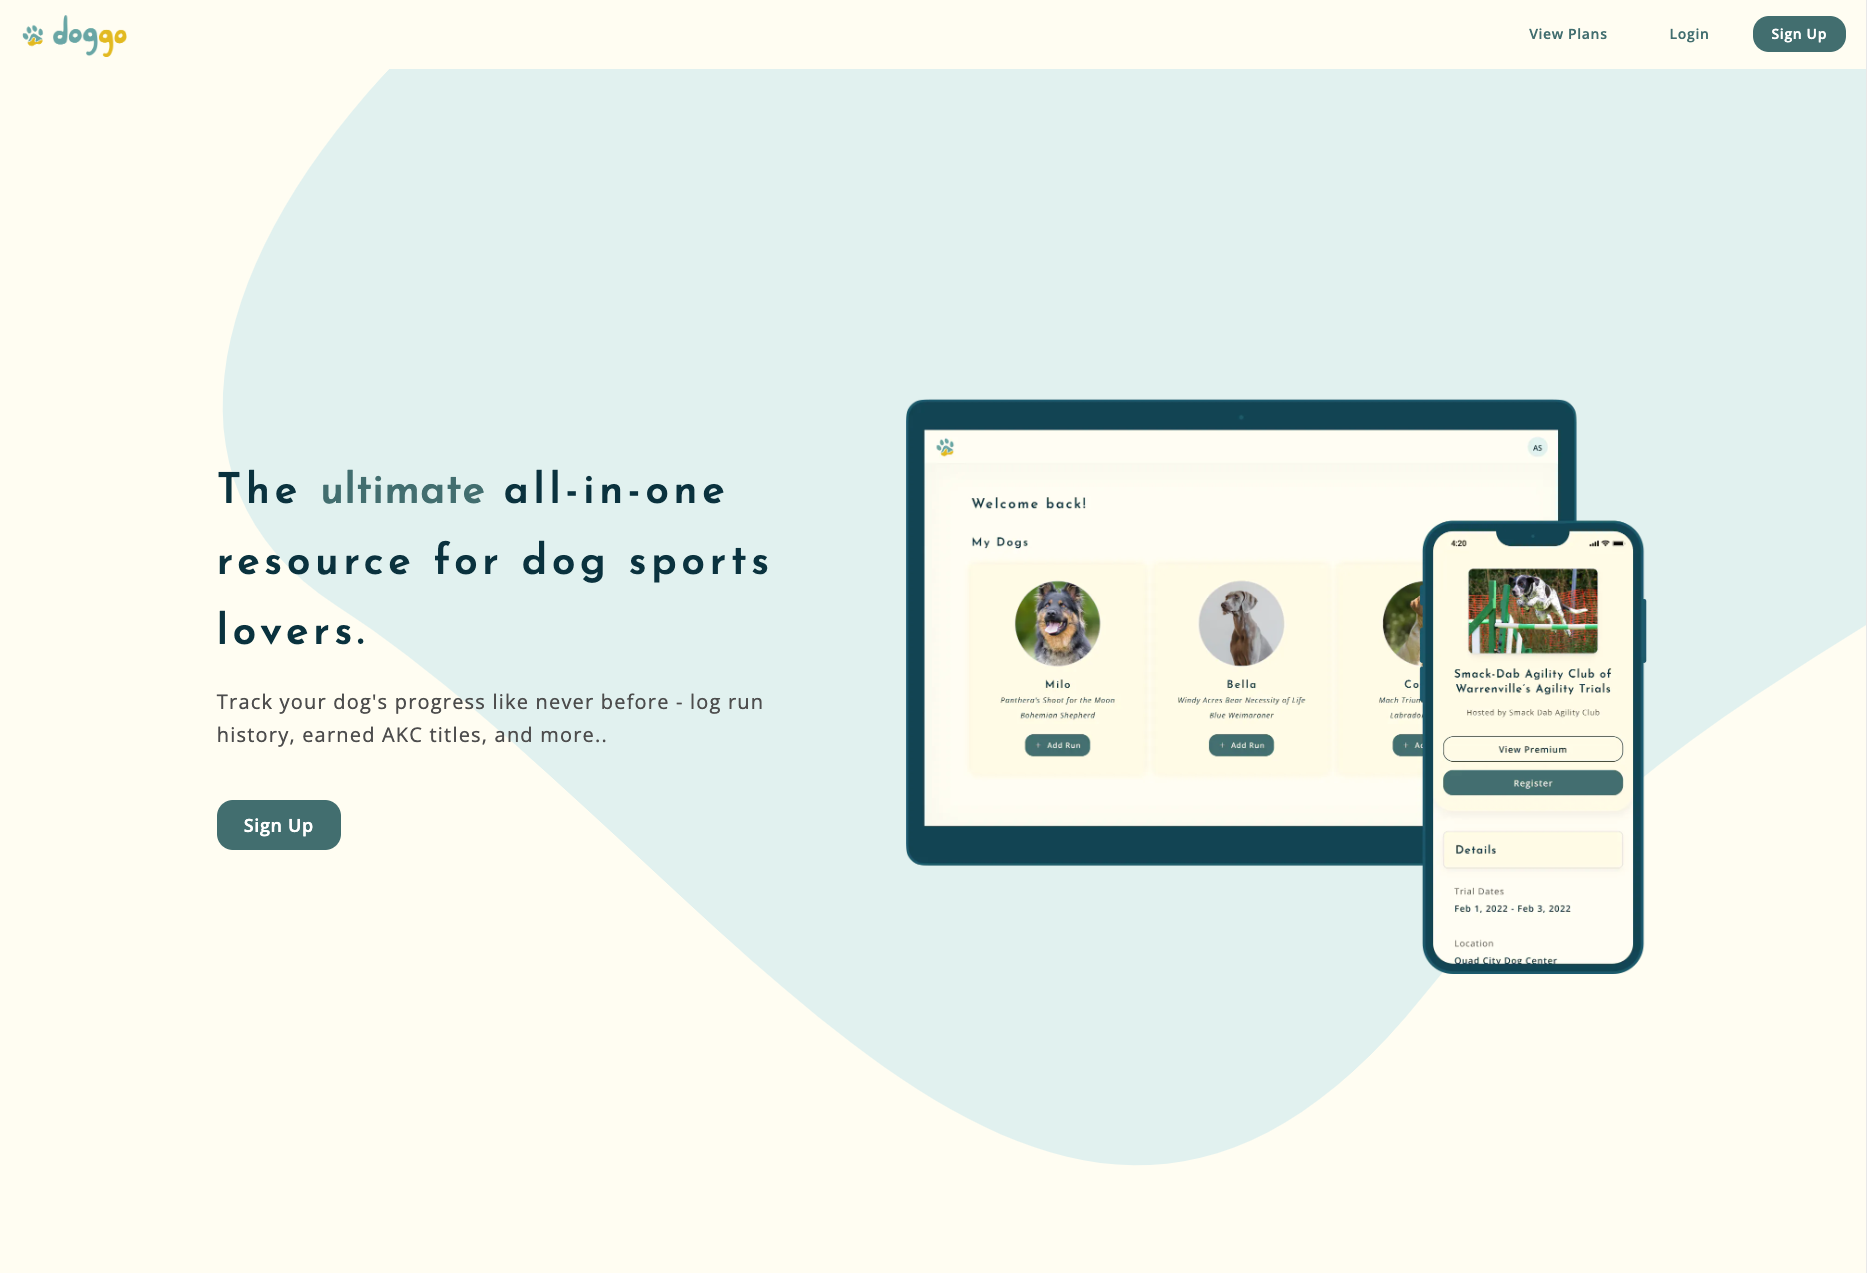 doggo
View Plans
Login
Sign Up
The ultimate all-in-one
resource for dog sports
lovers.
Track your dog's progress like never before - log run
history, earned AKC titles, and more..
Sign Up
AS
Welcome back!
My Dogs
Milo
Panthera's Shoot for the Moon
Bohemian Shepherd
+ Add Run
Bella
Windy Acres Bear Necessity of Life
Blue Weimaraner
+ Add Run
Co
Mach Trium
Labrado
+ Ac
4:20
Smack-Dab Agility Club of
Warrenville's Agility Trials
Hosted by Smack Dab Agility Club
View Premium
Register
Details
Trial Dates
Feb 1, 2022 - Feb 3, 2022
Location
Quad City Dog Center